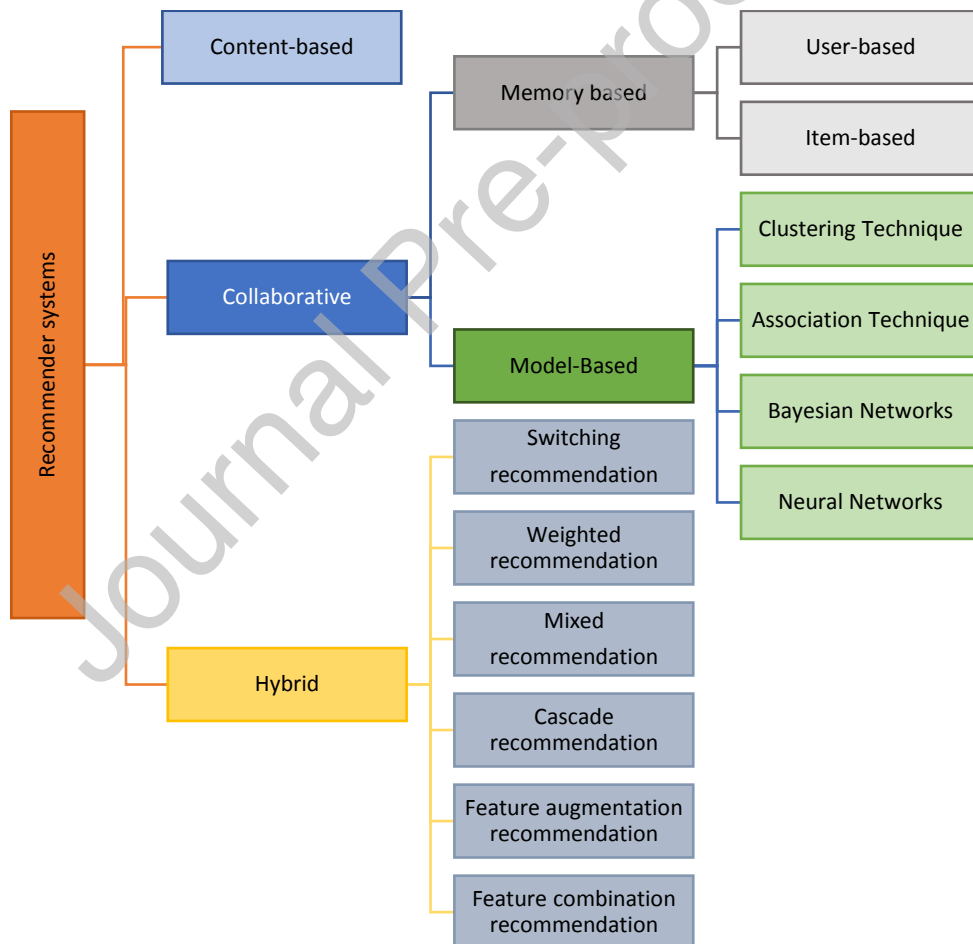 Recommender systems
Content-based
Collaborative
Hybrid
Memory based
Model-Based
User-based
Item-based
Clustering Technique
Association Technique
Bayesian Networks
Neural Networks
Switching
recommendation
Weighted
recommendation
Mixed
recommendation
Cascade
recommendation
Feature augmentation
recommendation
Feature combination
recommendation
Journal Pre-proo